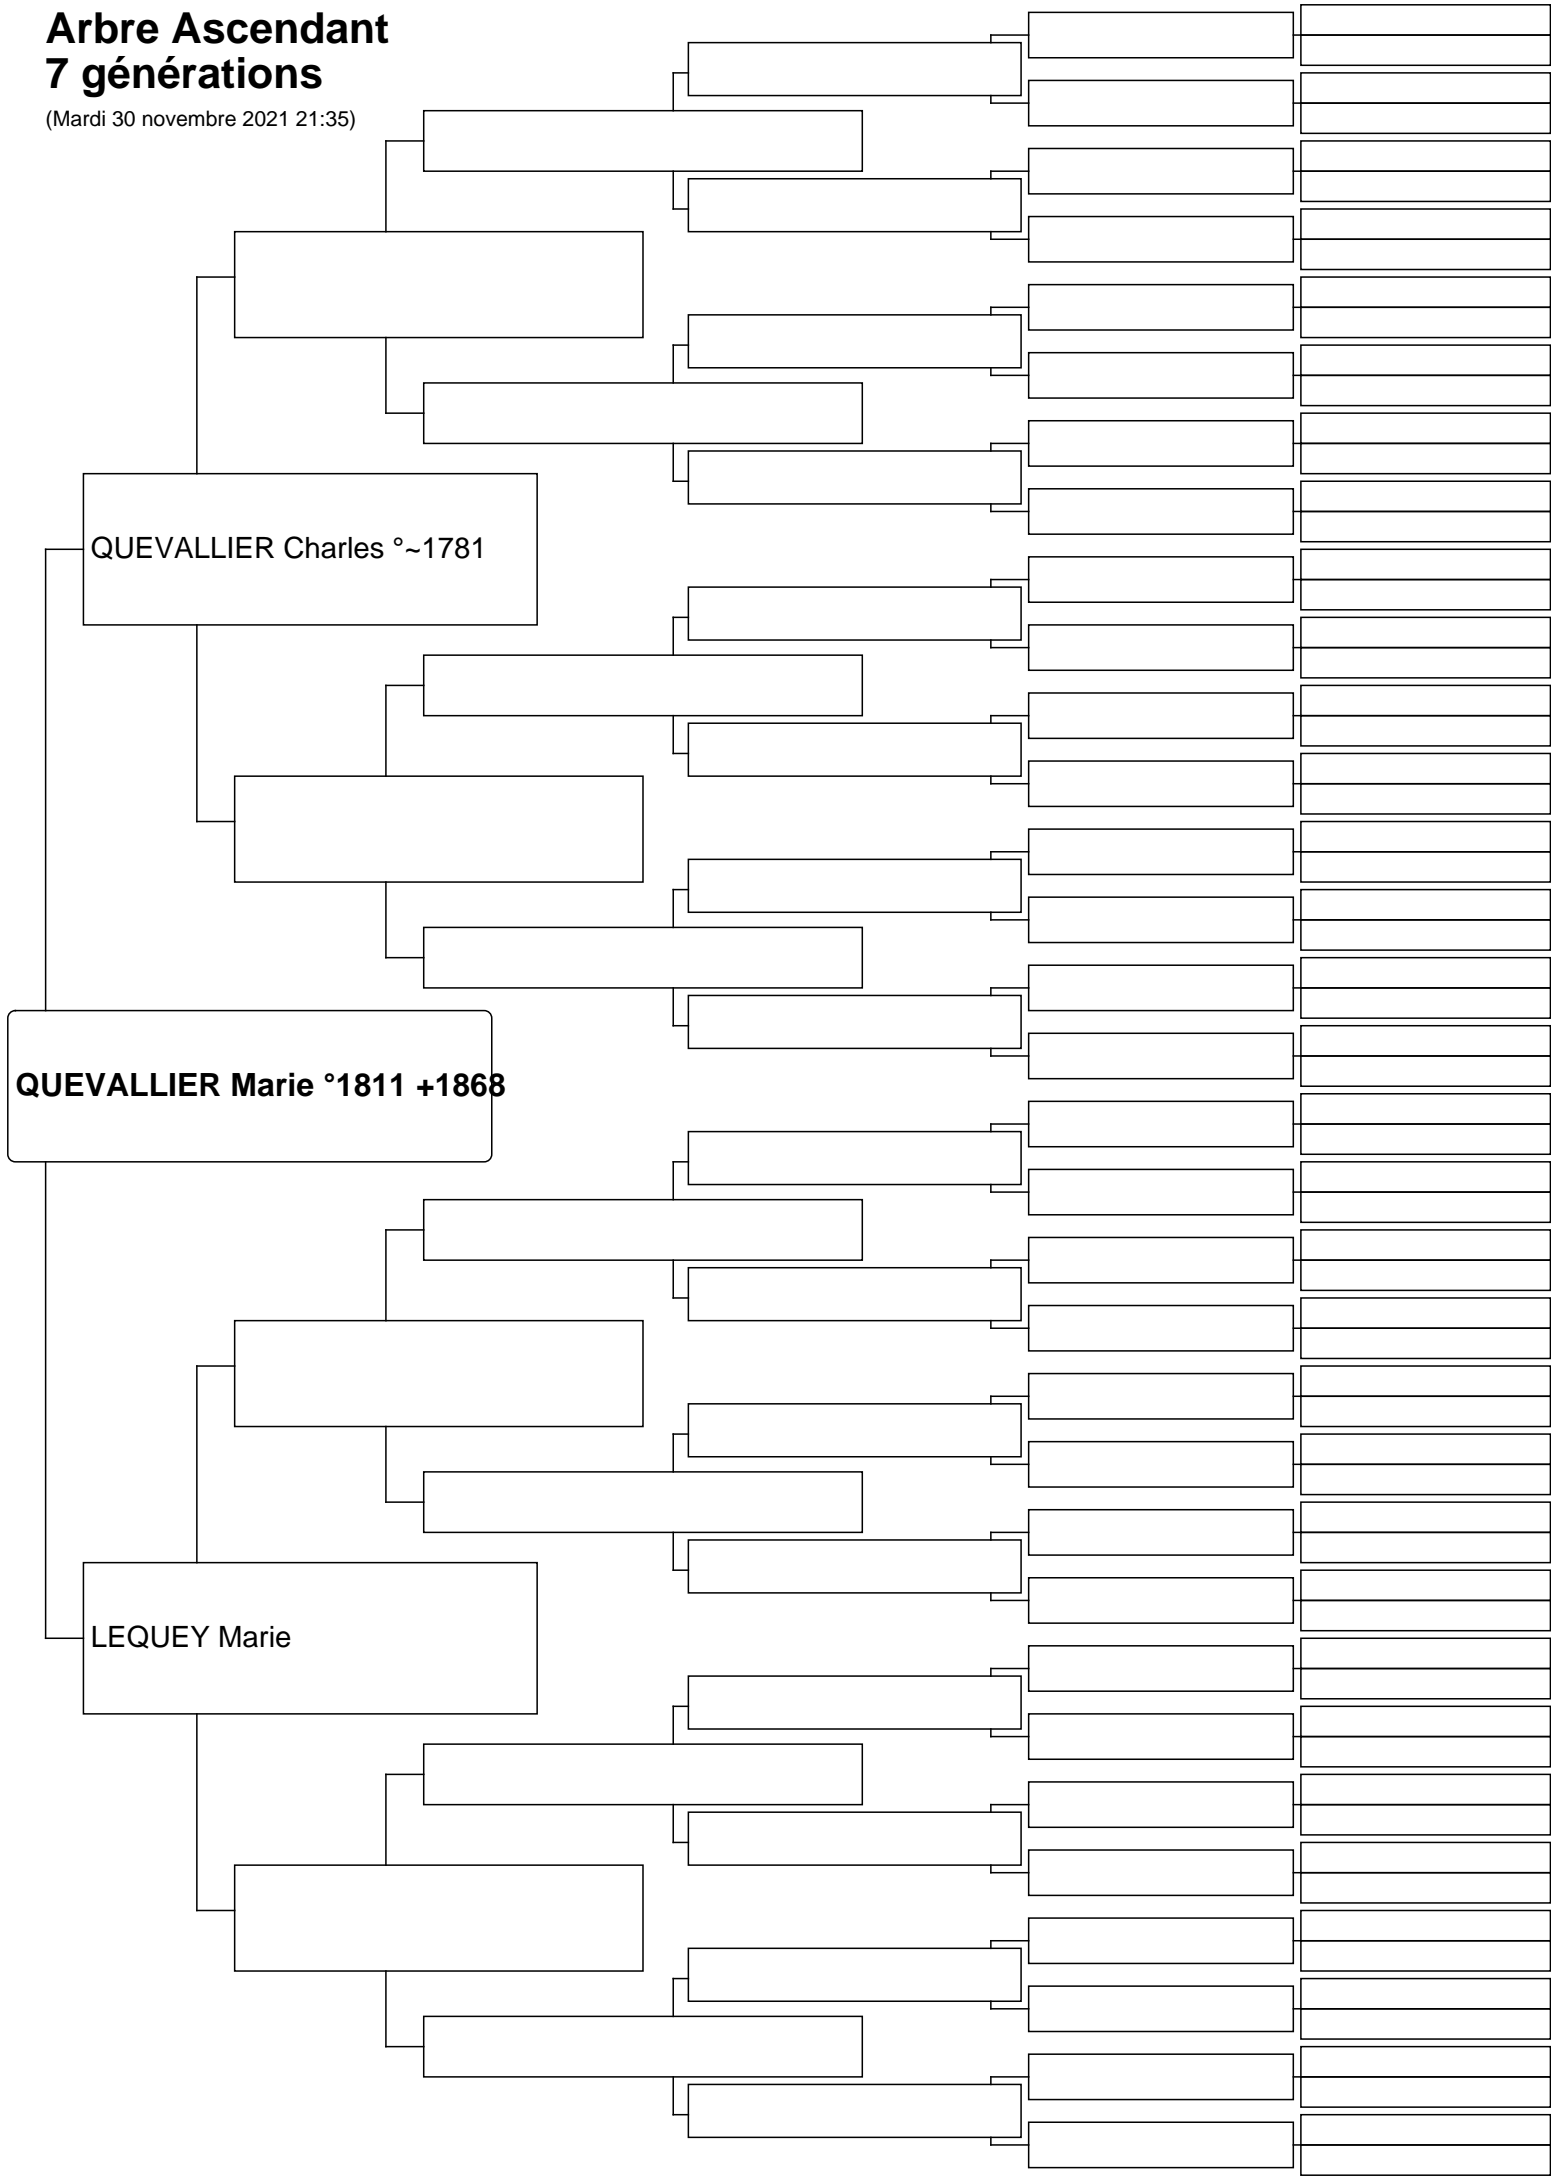 Arbre Ascendant
7 générations
(Mardi 30 novembre 2021 21:35)
QUEVALLIER Charles °~1781
QUEVALLIER Marie °1811 +1868
LEQUEY Marie